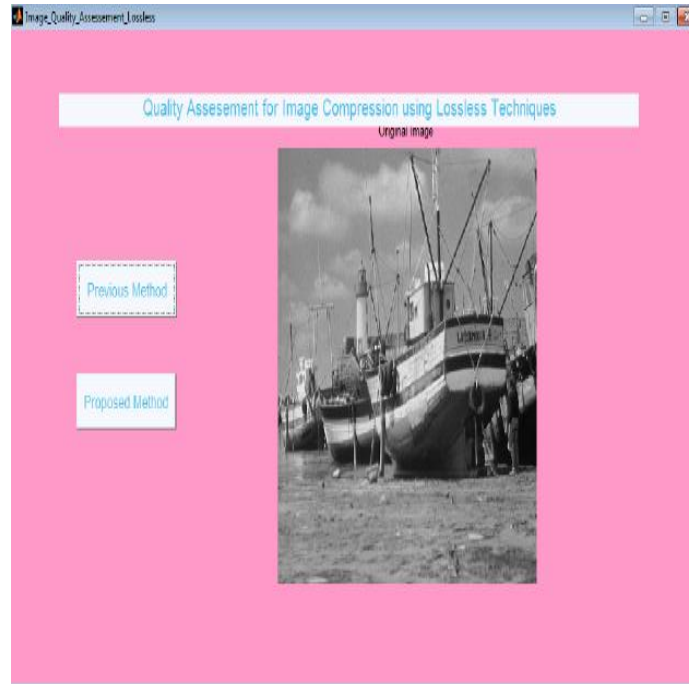 Image_Quality_Assessement_Lossless
Quality Assesement for Image Compression using Lossless Techniques
Original Image
Previous Method
Proposed Method